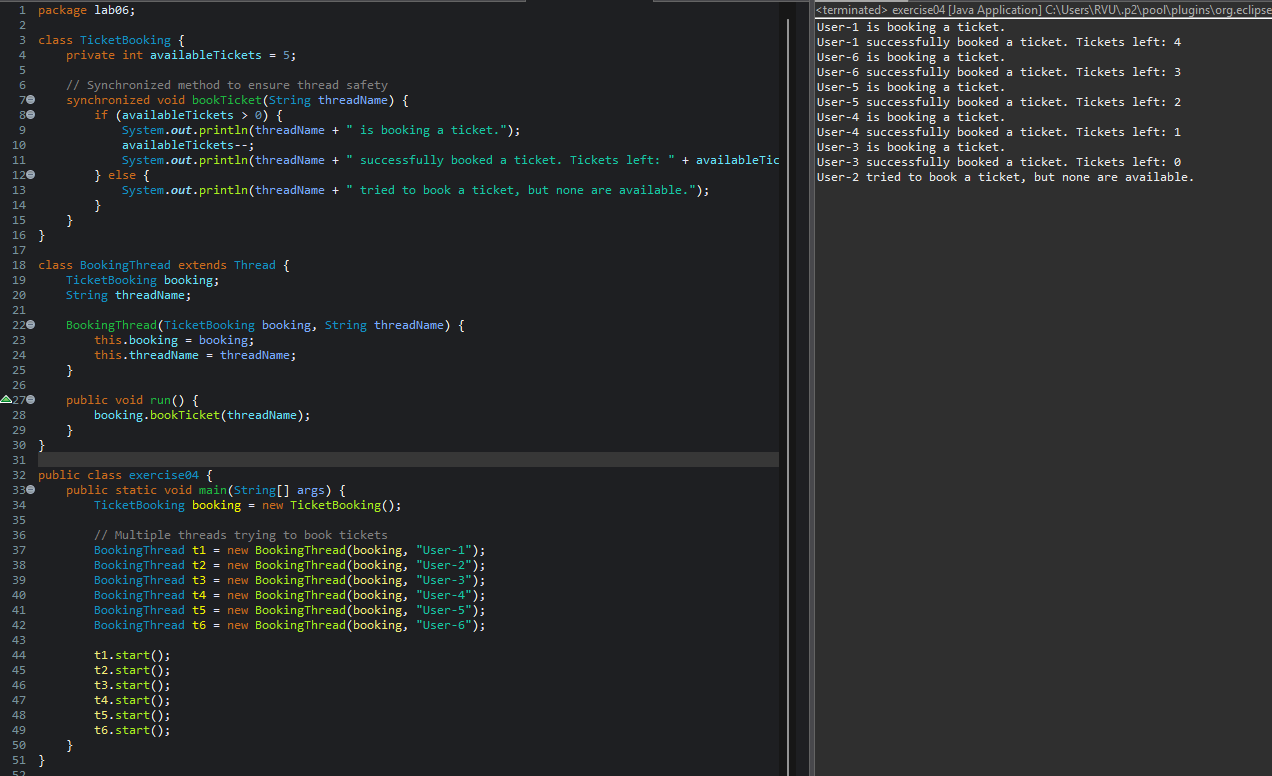 1 package lab06;
2
3 class TicketBooking {
4     private int availableTickets = 5;
5
6     // Synchronized method to ensure thread safety
7     synchronized void bookTicket(String threadName) {
8         if (availableTickets > 0) {
9             System.out.println(threadName + " is booking a ticket.");
10             availableTickets--;
11             System.out.println(threadName + " successfully booked a ticket. Tickets left: " + availableTic
12         } else {
13             System.out.println(threadName + " tried to book a ticket, but none are available.");
14         }
15     }
16 }
17
18 class BookingThread extends Thread {
19     TicketBooking booking;
20     String threadName;
21
22     BookingThread(TicketBooking booking, String threadName) {
23         this.booking = booking;
24         this.threadName = threadName;
25     }
26
27     public void run() {
28         booking.bookTicket(threadName);
29     }
30 }
31
32 public class exercise04 {
33     public static void main(String[] args) {
34         TicketBooking booking = new TicketBooking();
35
36         // Multiple threads trying to book tickets
37         BookingThread t1 = new BookingThread(booking, "User-1");
38         BookingThread t2 = new BookingThread(booking, "User-2");
39         BookingThread t3 = new BookingThread(booking, "User-3");
40         BookingThread t4 = new BookingThread(booking, "User-4");
41         BookingThread t5 = new BookingThread(booking, "User-5");
42         BookingThread t6 = new BookingThread(booking, "User-6");
43
44         t1.start();
45         t2.start();
46         t3.start();
47         t4.start();
48         t5.start();
49         t6.start();
50     }
51 }
52
<terminated> exercise04 [Java Application] C:\Users\RVU\.p2\pool\plugins\org.eclipse
User-1 is booking a ticket.
User-1 successfully booked a ticket. Tickets left: 4
User-6 is booking a ticket.
User-6 successfully booked a ticket. Tickets left: 3
User-5 is booking a ticket.
User-5 successfully booked a ticket. Tickets left: 2
User-4 is booking a ticket.
User-4 successfully booked a ticket. Tickets left: 1
User-3 is booking a ticket.
User-3 successfully booked a ticket. Tickets left: 0
User-2 tried to book a ticket, but none are available.